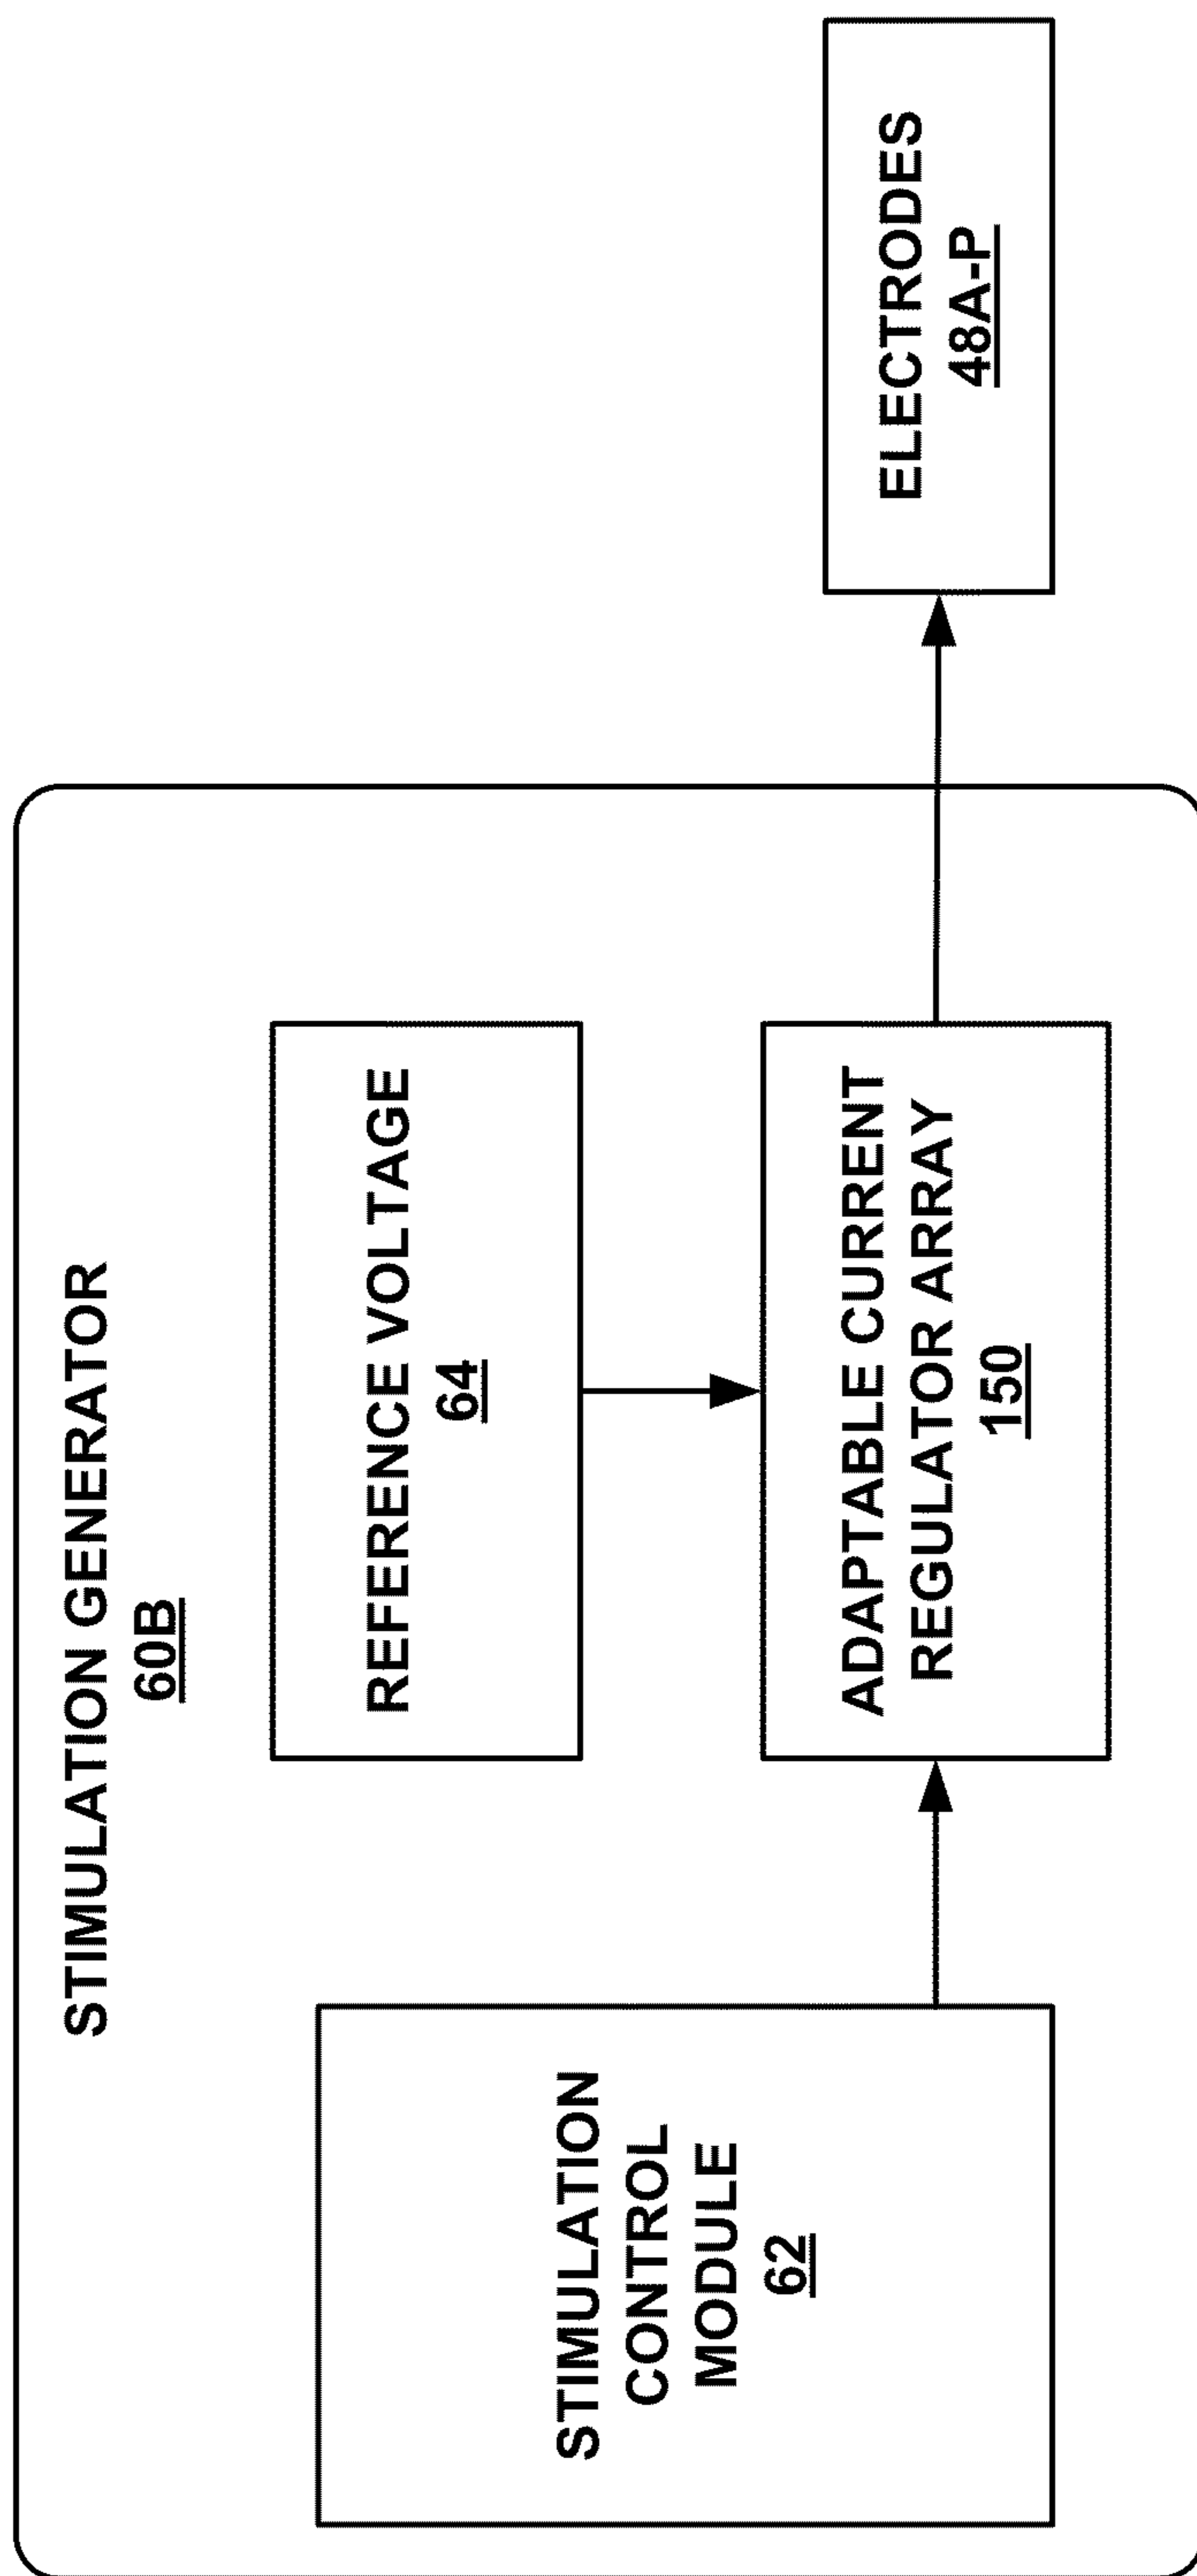 STIMULATION GENERATOR
60B
STIMULATION
CONTROL
MODULE
62
REFERENCE VOLTAGE
64
ADAPTABLE CURRENT
REGULATOR ARRAY
150
ELECTRODES
48A-P